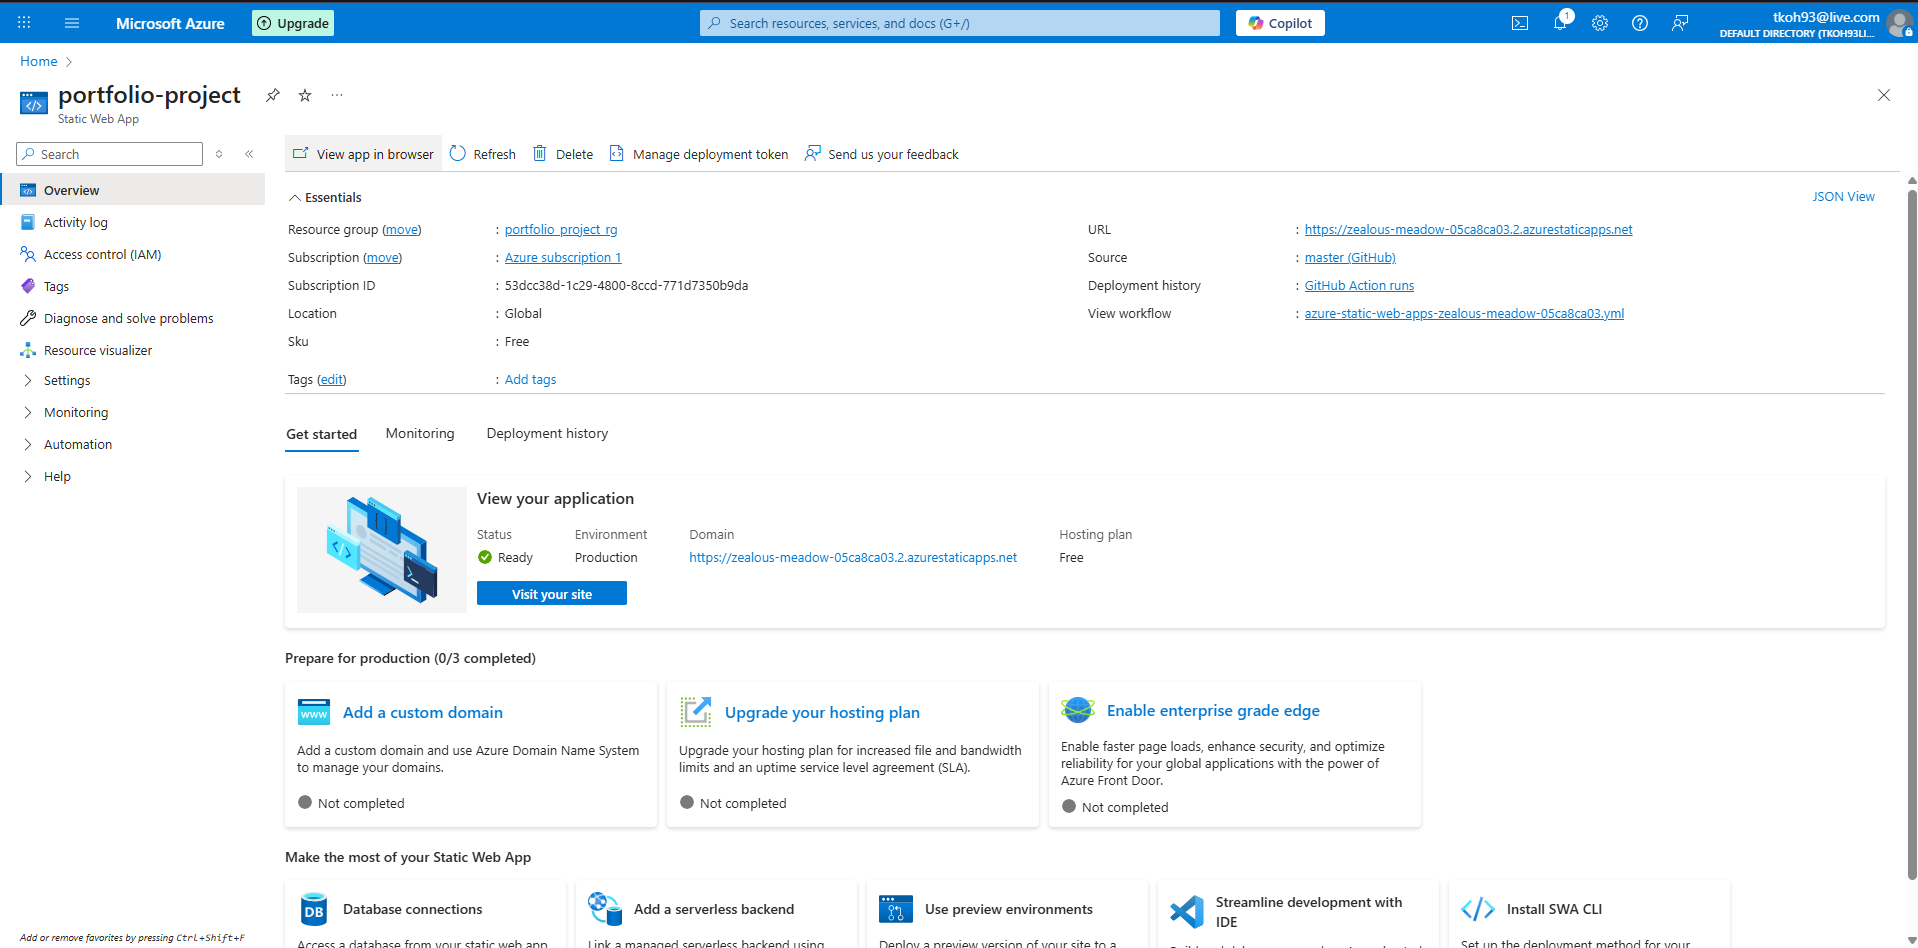 Microsoft Azure
Upgrade
Search resources, services, and docs (G+/)
Copilot
1
tkoh93@live.com
DEFAULT DIRECTORY (TKOH93LI...
Home
portfolio-project
...
Static Web App
Search
View app in browser
Refresh
Delete
Manage deployment token
Send us your feedback
Overview
Activity log
Access control (IAM)
Tags
Diagnose and solve problems
Resource visualizer
Settings
Monitoring
Automation
Help
Essentials
JSON View
Resource group (move) : portfolio_project_rg
Subscription (move) : Azure subscription 1
Subscription ID : 53dcc38d-1c29-4800-8ccd-771d7350b9da
Location : Global
Sku : Free
Tags (edit) : Add tags
URL : https://zealous-meadow-05ca8ca03.2.azurestaticapps.net
Source : master (GitHub)
Deployment history : GitHub Action runs
View workflow : azure-static-web-apps-zealous-meadow-05ca8ca03.yml
Get started Monitoring Deployment history
View your application
Status Environment Domain Hosting plan
Ready Production https://zealous-meadow-05ca8ca03.2.azurestaticapps.net Free
Visit your site
Prepare for production (0/3 completed)
www
Add a custom domain
Add a custom domain and use Azure Domain Name System
to manage your domains.
Not completed
Upgrade your hosting plan
Upgrade your hosting plan for increased file and bandwidth
limits and an uptime service level agreement (SLA).
Not completed
Enable enterprise grade edge
Enable faster page loads, enhance security, and optimize
reliability for your global applications with the power of
Azure Front Door.
Not completed
Make the most of your Static Web App
DB
Database connections
Access a database from your static web app
Add a serverless backend
Link a managed serverless backend using
Use preview environments
Deploy a preview version of your site to a
Streamline development with
IDE
Install SWA CLI
Set up the deployment method for your
Add or remove favorites by pressing Ctrl+Shift+F